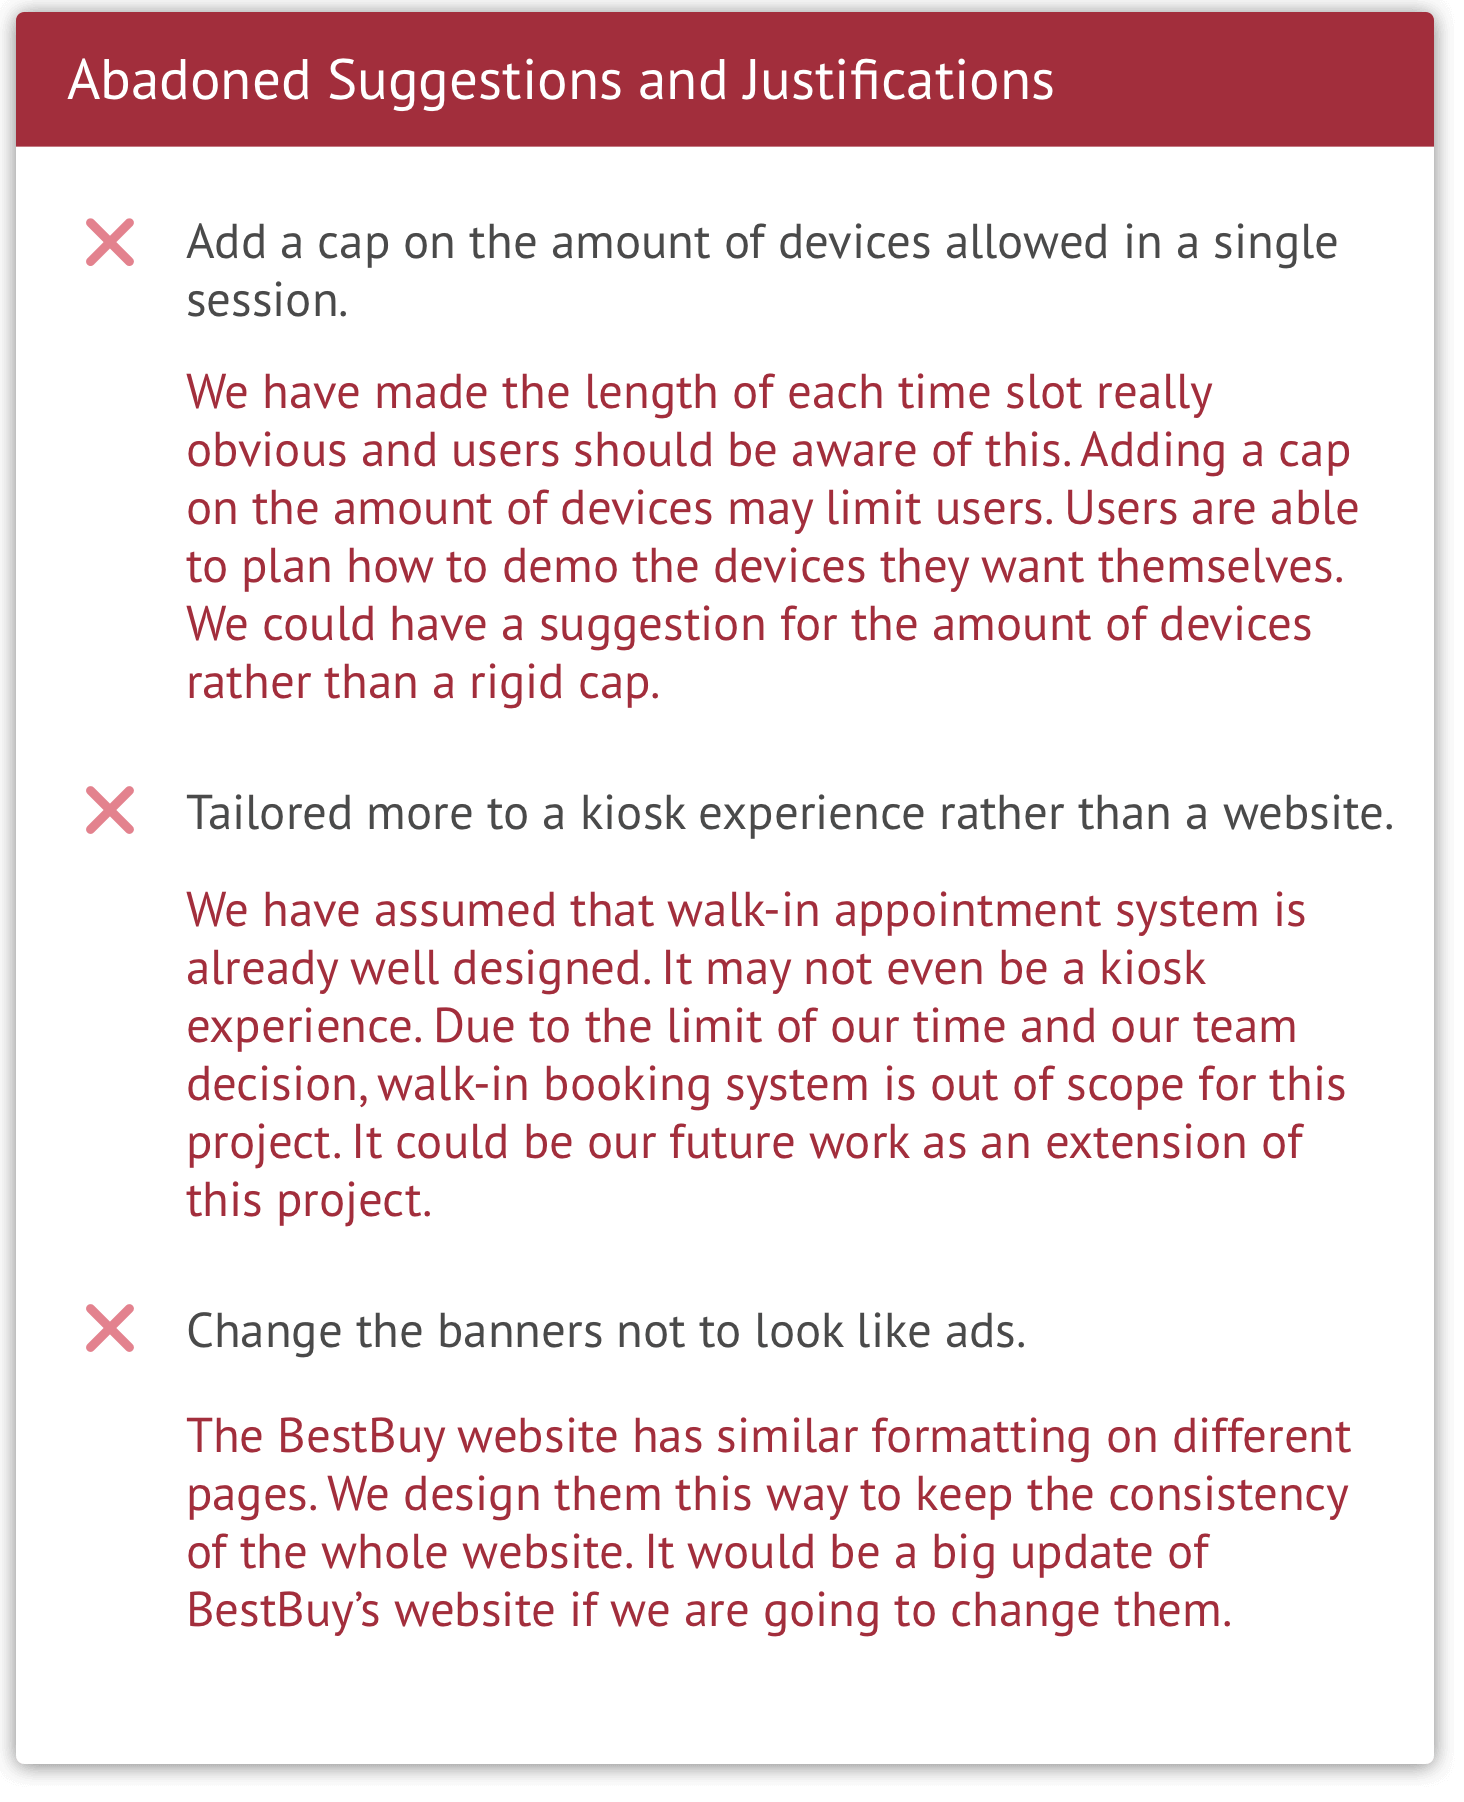 Abadoned Suggestions and Justifications
Add a cap on the amount of devices allowed in a single
session.
We have made the length of each time slot really
obvious and users should be aware of this. Adding a cap
on the amount of devices may limit users. Users are able
to plan how to demo the devices they want themselves.
We could have a suggestion for the amount of devices
rather than a rigid cap.
Tailored more to a kiosk experience rather than a website.
We have assumed that walk-in appointment system is
already well designed. It may not even be a kiosk
experience. Due to the limit of our time and our team
decision, walk-in booking system is out of scope for this
project. It could be our future work as an extension of
this project.
Change the banners not to look like ads.
The BestBuy website has similar formatting on different
pages. We design them this way to keep the consistency
of the whole website. It would be a big update of
BestBuy’s website if we are going to change them.